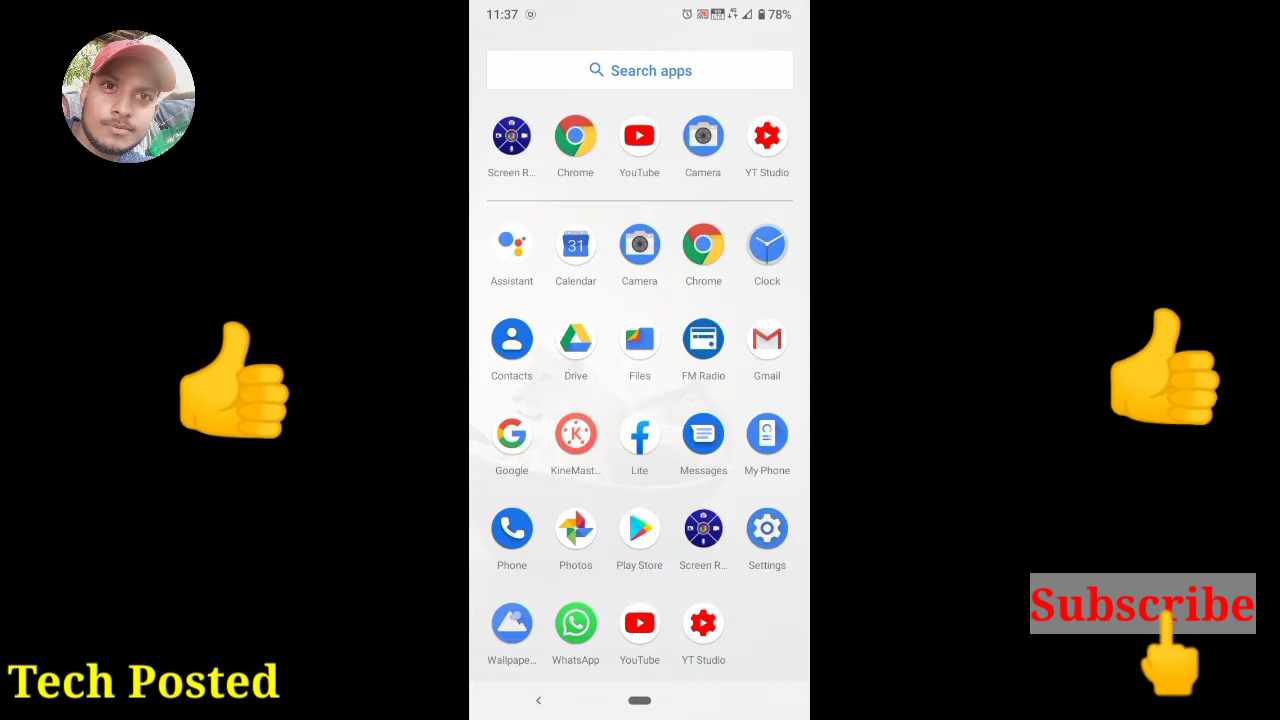 11:37
4G
78%
Search apps
Screen R... Chrome YouTube Camera YT Studio
31
Assistant Calendar Camera Chrome Clock
Contacts Drive Files FM Radio Gmail
Google KineMast... Lite Messages My Phone
Phone Photos Play Store Screen R... Settings
Wallpape... WhatsApp YouTube YT Studio
Subscribe
Tech Posted